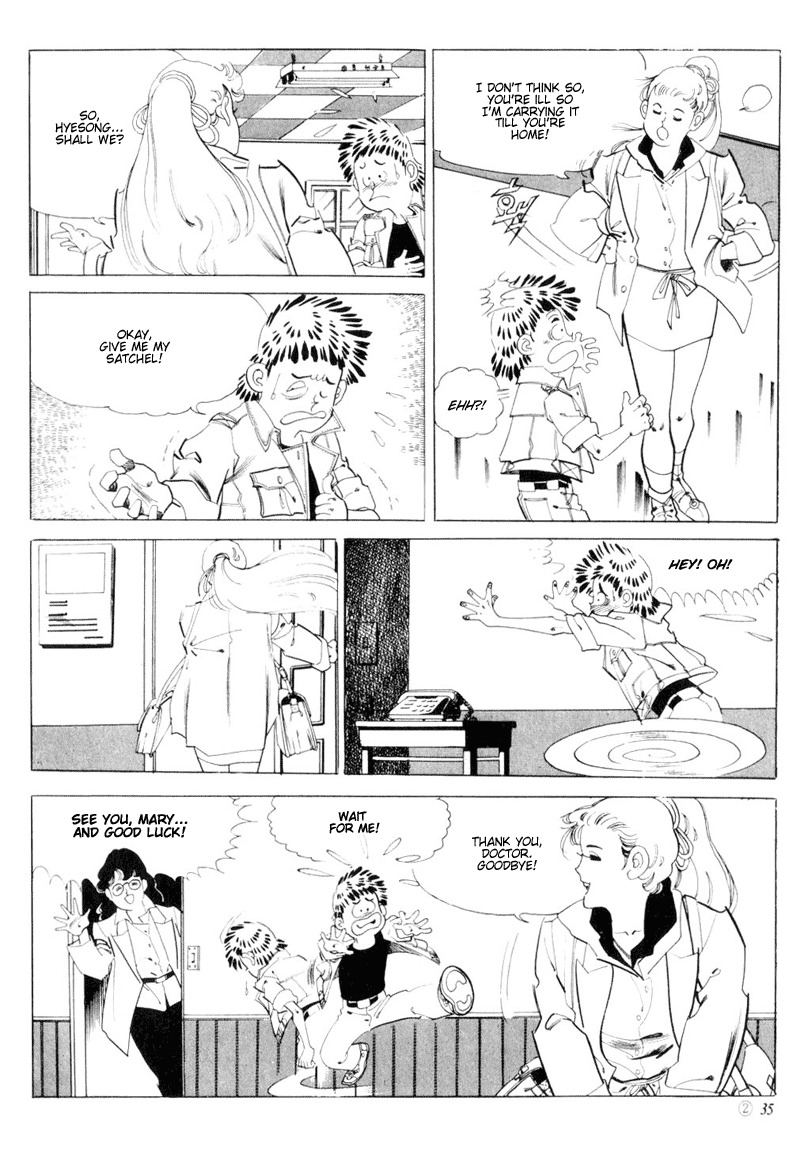 SO,
HYESONG...
SHALL WE?
OKAY,
GIVE ME MY
SATCHEL!
I DON'T THINK SO,
YOU'RE ILL SO
I'M CARRYING IT
TILL YOU'RE
HOME!
EHH?!
HEY! OH!
SEE YOU, MARY...
AND GOOD LUCK!
WAIT
FOR ME!
THANK YOU,
DOCTOR.
GOODBYE!
② 35